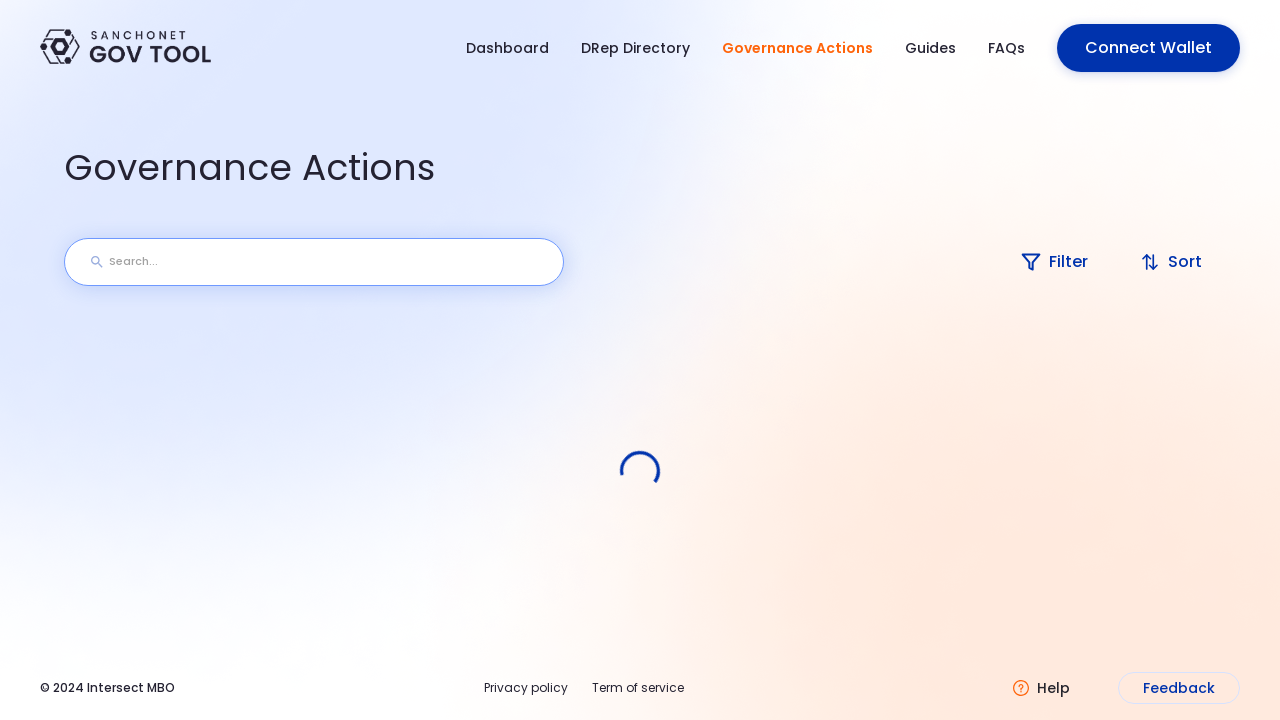 SANCHONET
GOV TOOL
Dashboard
DRep Directory
Governance Actions
Guides
FAQs
Connect Wallet
Governance Actions
Search...
Filter
Sort
© 2024 Intersect MBO
Privacy policy
Term of service
Help
Feedback